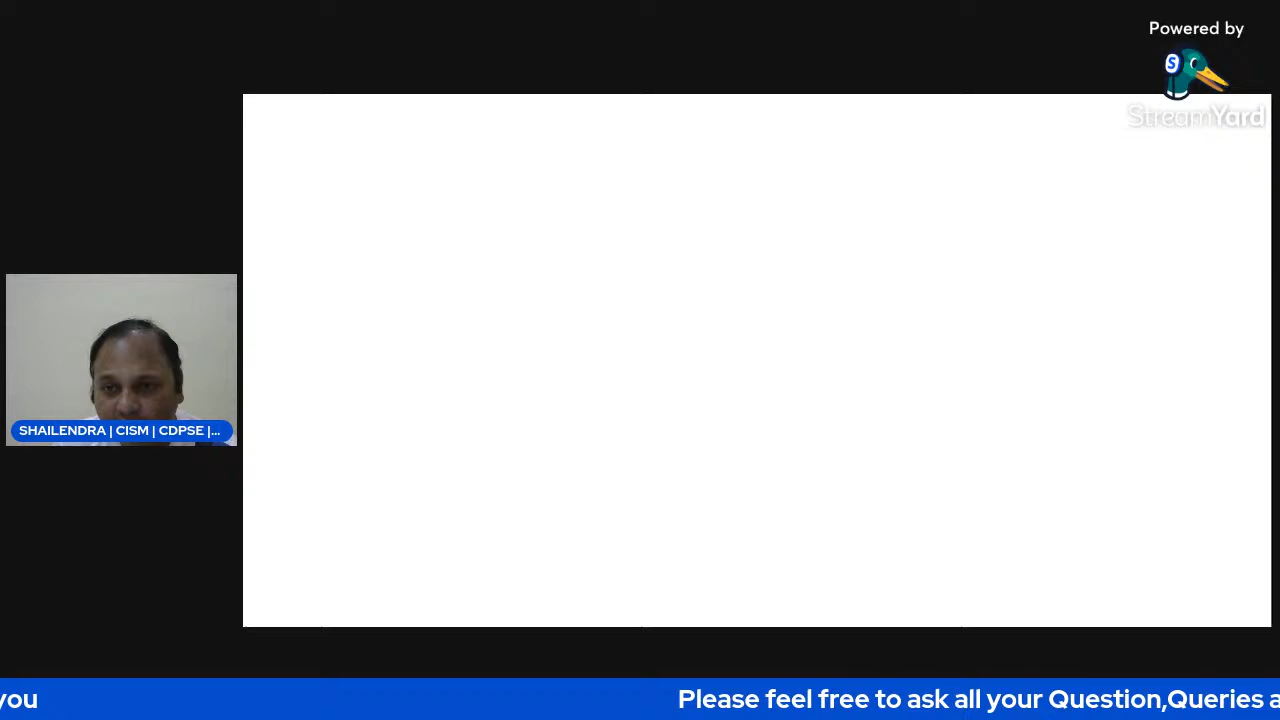 Powered by
S
StreamYard
SHAILENDRA | CISM | CDPSE |...
you
Please feel free to ask all your Question,Queries a